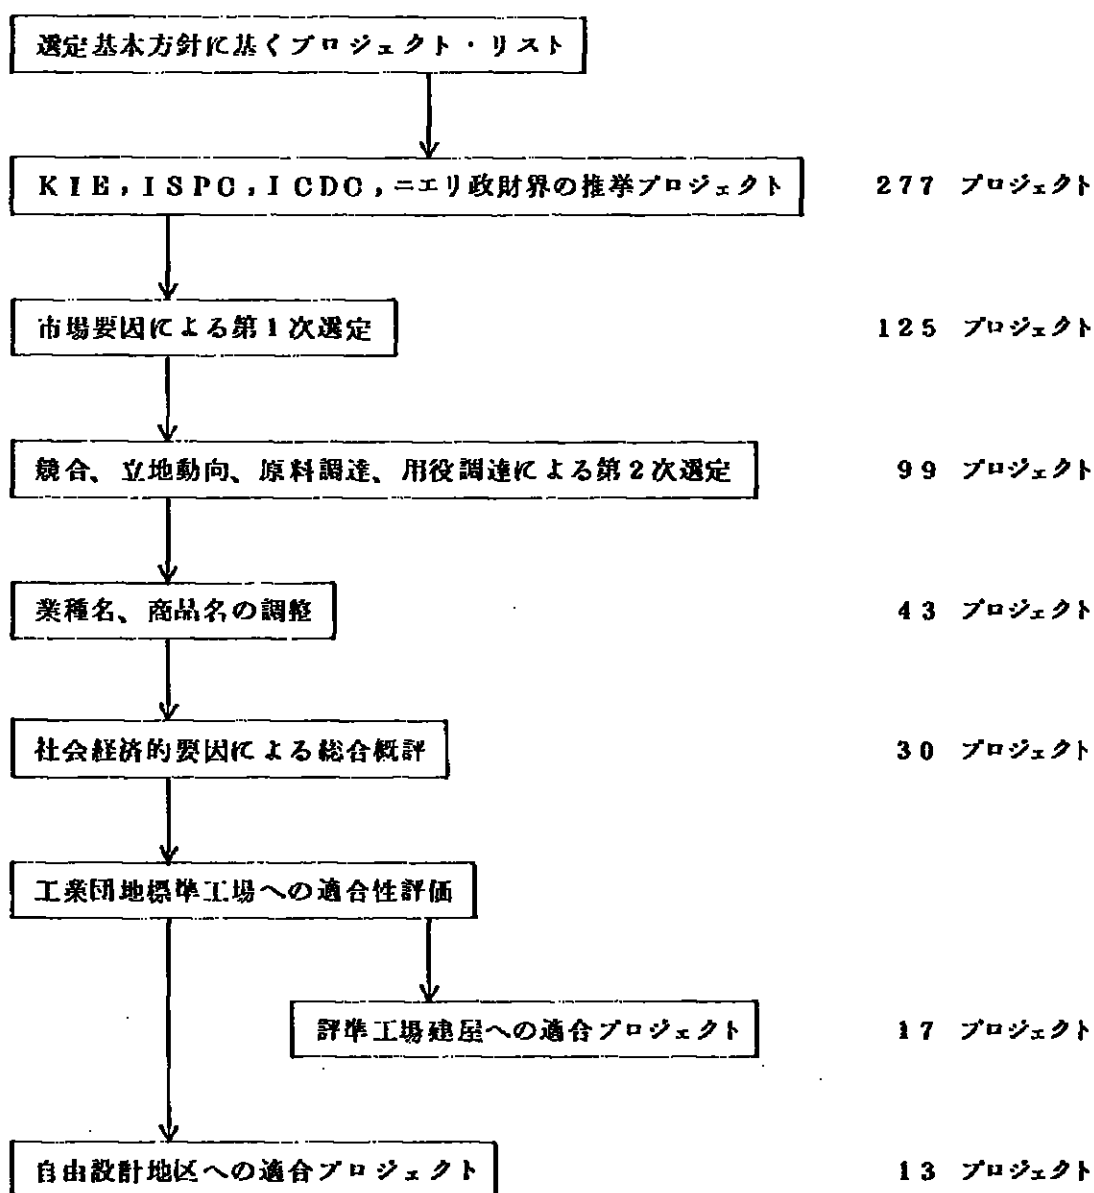 選定基本方針に基くプロジェクト・リスト
KIE,ISPC,ICDC,ニエリ政財界の推挙プロジェクト 277 プロジェクト
市場要因による第1次選定 125 プロジェクト
競合、立地動向、原料調達、用役調達による第2次選定 99 プロジェクト
業種名、商品名の調整 43 プロジェクト
社会経済的要因による総合概評 30 プロジェクト
工業団地標準工場への適合性評価
評準工場建屋への適合プロジェクト 17 プロジェクト
自由設計地区への適合プロジェクト 13 プロジェクト